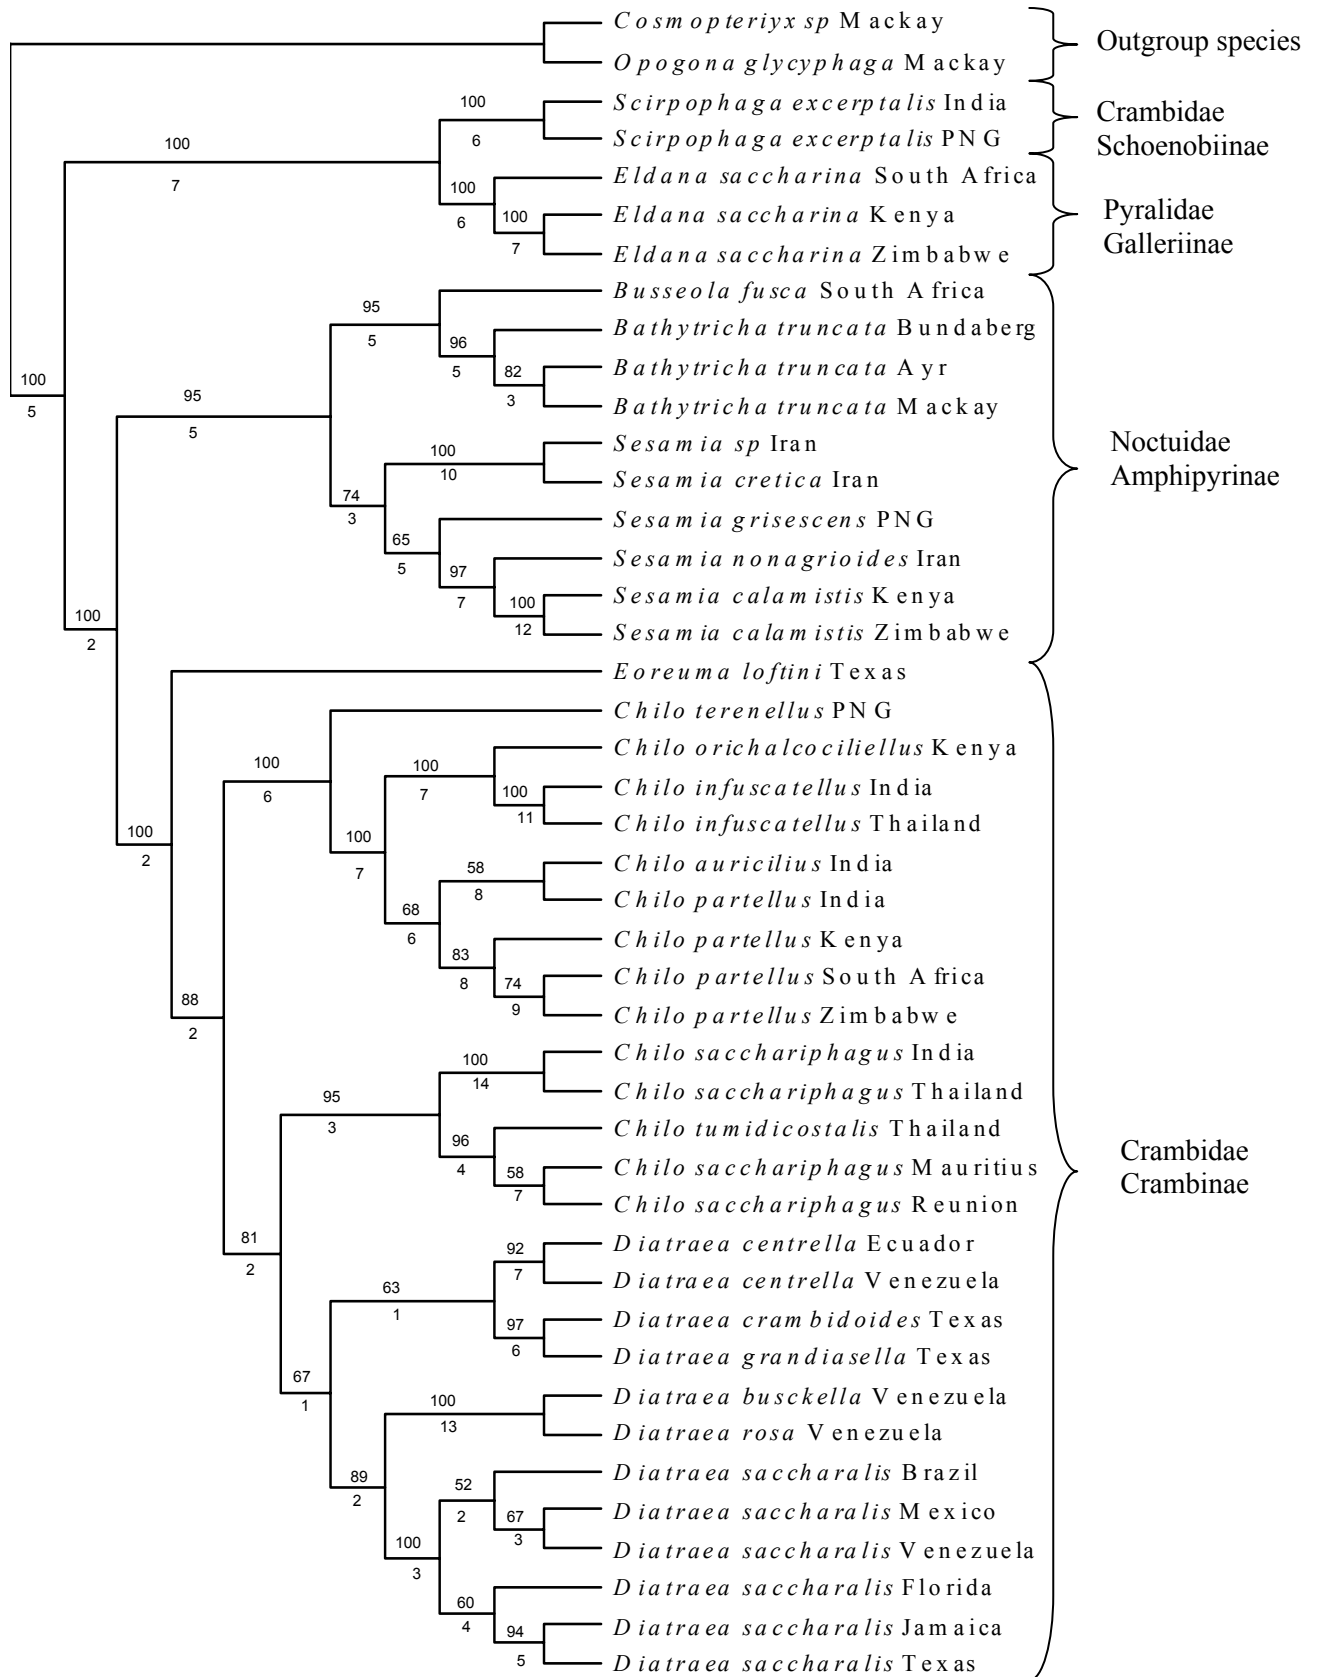 Cosmopteriyx sp Mackay
Opogona glycyphaga Mackay
Outgroup species
100
6
Scirpophaga excerptalis India
Scirpophaga excerptalis PNG
Crambidae
Schoenobiinae
100
7
100
6
100
7
Eldana saccharina South Africa
Eldana saccharina Kenya
Eldana saccharina Zimbabwe
Pyralidae
Galleriinae
100
5
95
5
95
5
96
5
82
3
Busseola fusca South Africa
Bathytricha truncata Bundaberg
Bathytricha truncata Ayr
Bathytricha truncata Mackay
100
10
74
3
65
5
97
7
100
12
Sesamia sp Iran
Sesamia cretica Iran
Sesamia grisescens PNG
Sesamia nonagrioides Iran
Sesamia calamistis Kenya
Sesamia calamistis Zimbabwe
Noctuidae
Amphipyrinae
100
2
Eoreuma loftini Texas
Chilo terenellus PNG
Chilo orichalcociliellus Kenya
Chilo infuscatellus India
Chilo infuscatellus Thailand
100
6
100
7
100
11
100
2
100
7
58
8
68
6
83
8
74
9
Chilo auricilius India
Chilo partellus India
Chilo partellus Kenya
Chilo partellus South Africa
Chilo partellus Zimbabwe
88
2
100
14
95
3
96
4
58
7
Chilo sacchariphagus India
Chilo sacchariphagus Thailand
Chilo tumidicostalis Thailand
Chilo sacchariphagus Mauritius
Chilo sacchariphagus Reunion
Crambidae
Crambinae
81
2
92
7
63
1
97
6
Diatraea centrella Ecuador
Diatraea centrella Venezuela
Diatraea crambidoides Texas
Diatraea grandiasella Texas
67
1
100
13
Diatraea busckella Venezuela
Diatraea rosa Venezuela
89
2
52
2
67
3
100
3
60
4
94
5
Diatraea saccharalis Brazil
Diatraea saccharalis Mexico
Diatraea saccharalis Venezuela
Diatraea saccharalis Florida
Diatraea saccharalis Jamaica
Diatraea saccharalis Texas